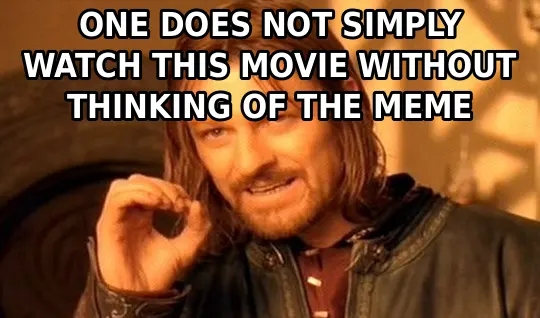 ONE DOES NOT SIMPLY
WATCH THIS MOVIE WITHOUT
THINKING OF THE MEME